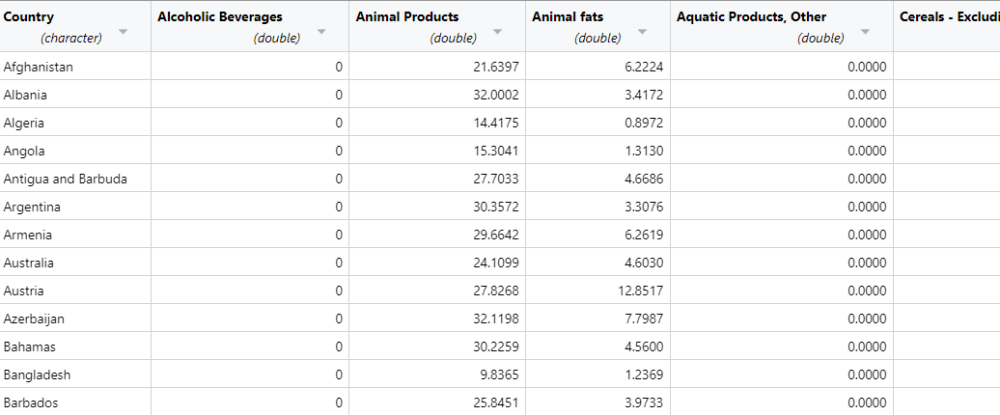 Country Alcoholic Beverages Animal Products Animal fats Aquatic Products, Other Cereals - Excludi
(character) (double) (double) (double) (double)
Afghanistan 0 21.6397 6.2224 0.0000
Albania 0 32.0002 3.4172 0.0000
Algeria 0 14.4175 0.8972 0.0000
Angola 0 15.3041 1.3130 0.0000
Antigua and Barbuda 0 27.7033 4.6686 0.0000
Argentina 0 30.3572 3.3076 0.0000
Armenia 0 29.6642 6.2619 0.0000
Australia 0 24.1099 4.6030 0.0000
Austria 0 27.8268 12.8517 0.0000
Azerbaijan 0 32.1198 7.7987 0.0000
Bahamas 0 30.2259 4.5600 0.0000
Bangladesh 0 9.8365 1.2369 0.0000
Barbados 0 25.8451 3.9733 0.0000